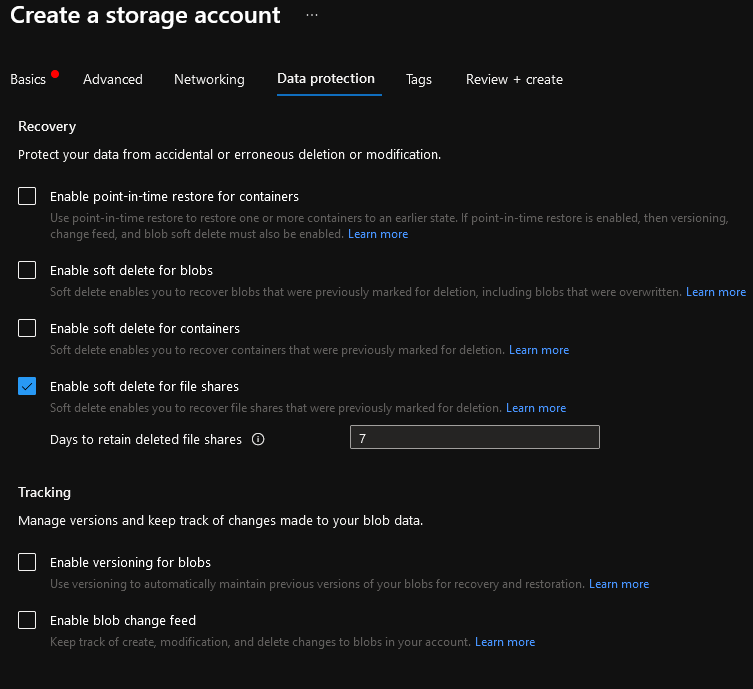 Create a storage account ...
Basics Advanced Networking Data protection Tags Review + create
Recovery
Protect your data from accidental or erroneous deletion or modification.
Enable point-in-time restore for containers
Use point-in-time restore to restore one or more containers to an earlier state. If point-in-time restore is enabled, then versioning,
change feed, and blob soft delete must also be enabled. Learn more
Enable soft delete for blobs
Soft delete enables you to recover blobs that were previously marked for deletion, including blobs that were overwritten. Learn more
Enable soft delete for containers
Soft delete enables you to recover containers that were previously marked for deletion. Learn more
Enable soft delete for file shares
Soft delete enables you to recover file shares that were previously marked for deletion. Learn more
Days to retain deleted file shares 7
Tracking
Manage versions and keep track of changes made to your blob data.
Enable versioning for blobs
Use versioning to automatically maintain previous versions of your blobs for recovery and restoration. Learn more
Enable blob change feed
Keep track of create, modification, and delete changes to blobs in your account. Learn more